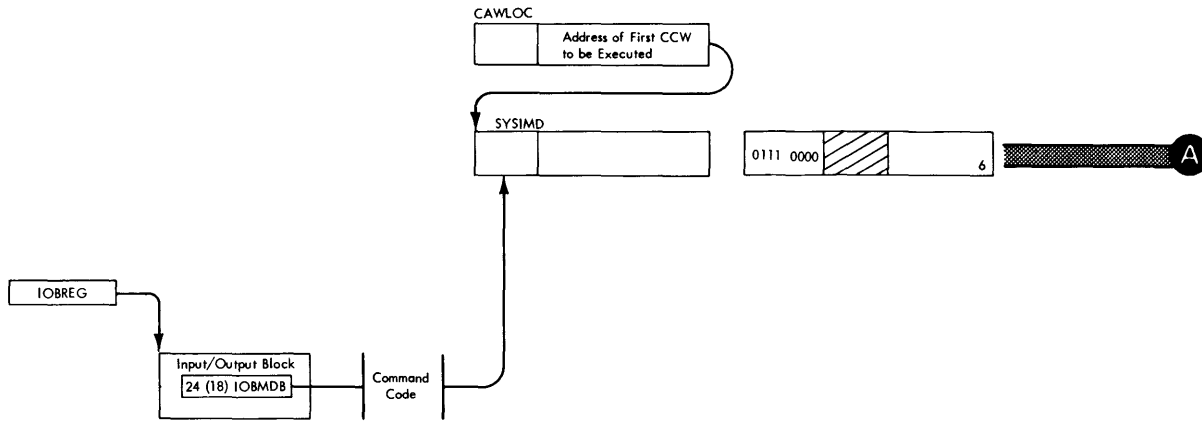 CAWLOC
Address of First CCW
to be Executed
SYSIMD
0111 0000
6
A
IOBREG
Input/Output Block
24 (18) IOBMDB
Command
Code